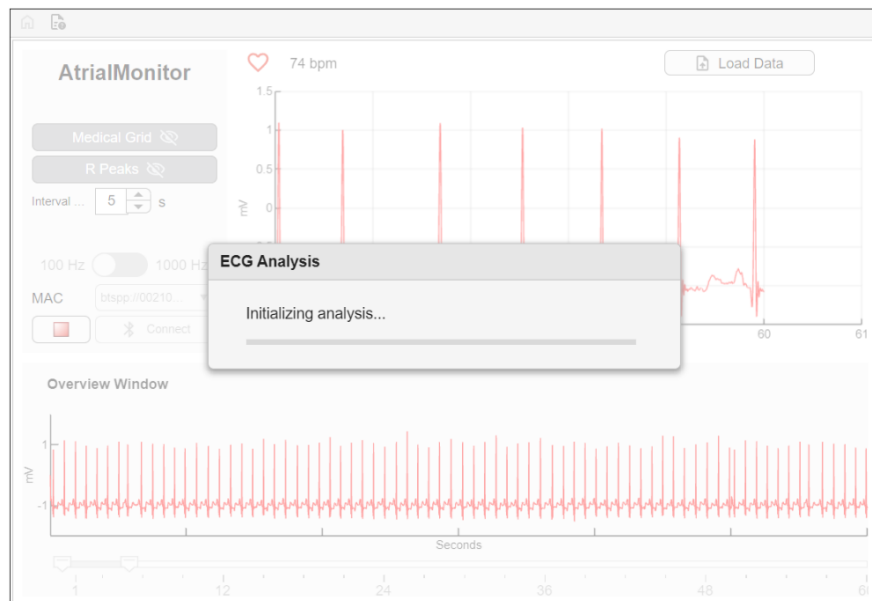 AtrialMonitor
74 bpm
Load Data
Medical Grid
R Peaks
Interval ...
5
s
100 Hz
1000 Hz
MAC
btspp://00210...
Connect
1.5
1
0.5
0
mV
60
61
ECG Analysis
Initializing analysis...
Overview Window
1
-1
mV
Seconds
1
12
24
36
48